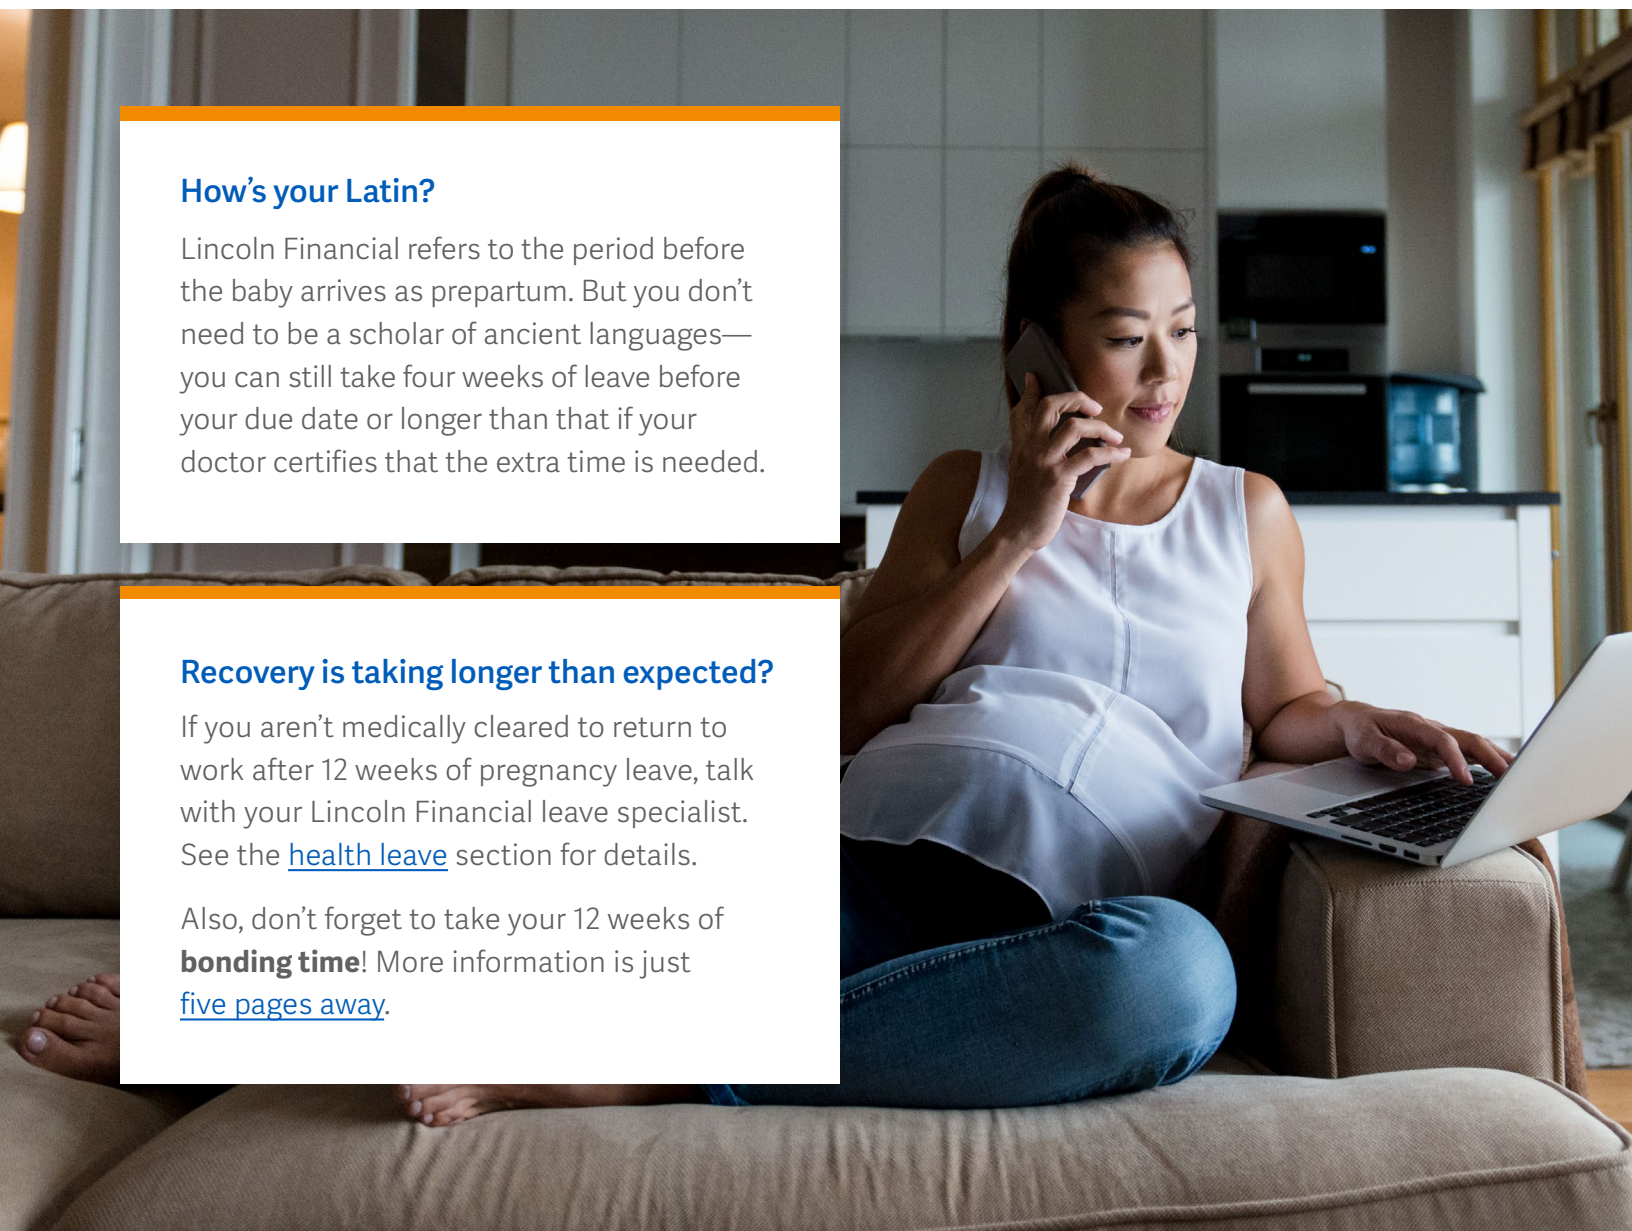 How’s your Latin?
Lincoln Financial refers to the period before
the baby arrives as prepartum. But you don’t
need to be a scholar of ancient languages—
you can still take four weeks of leave before
your due date or longer than that if your
doctor certifies that the extra time is needed.
Recovery is taking longer than expected?
If you aren’t medically cleared to return to
work after 12 weeks of pregnancy leave, talk
with your Lincoln Financial leave specialist.
See the health leave section for details.
Also, don’t forget to take your 12 weeks of
bonding time! More information is just
five pages away.